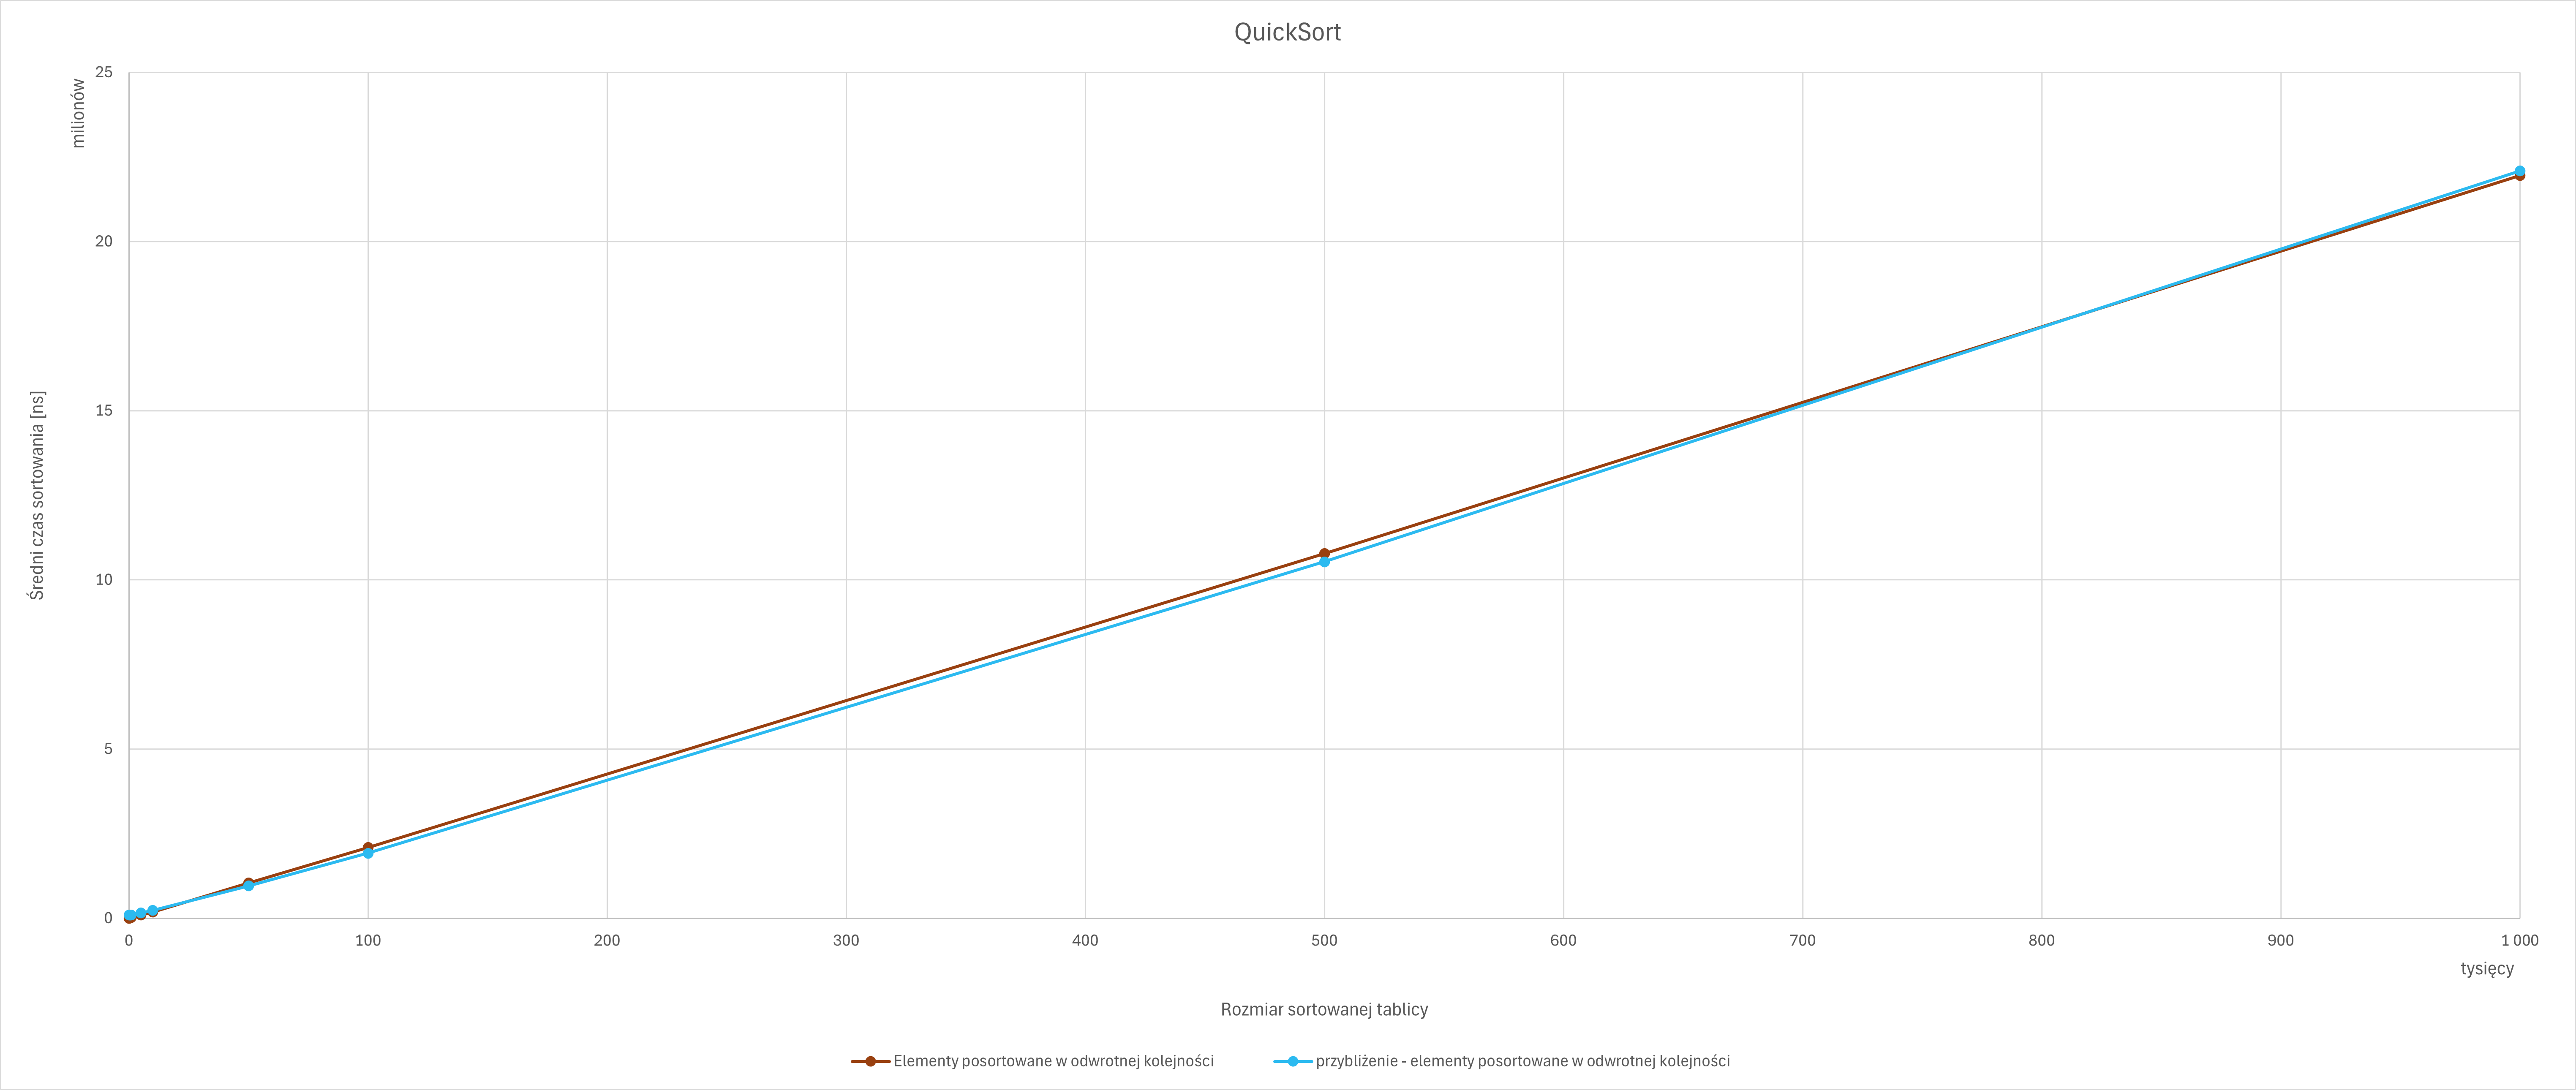 QuickSort
milionów
25
20
15
10
5
0
Średni czas sortowania [ns]
0 100 200 300 400 500 600 700 800 900 1 000
tysięcy
Rozmiar sortowanej tablicy
Elementy posortowane w odwrotnej kolejności przybliżenie - elementy posortowane w odwrotnej kolejności